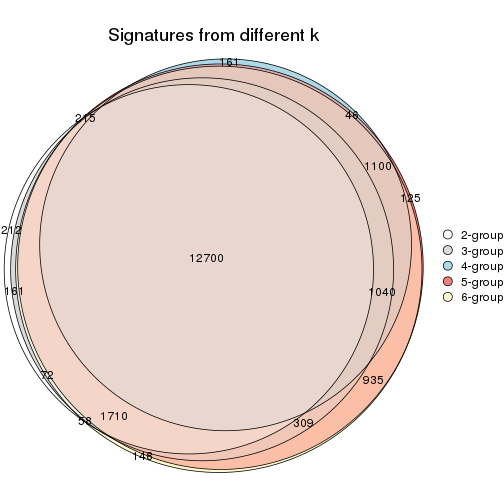 Signatures from different k
161
46
215
1100
125
212
12700
161
1040
72
935
1710
58
309
148
2-group
3-group
4-group
5-group
6-group